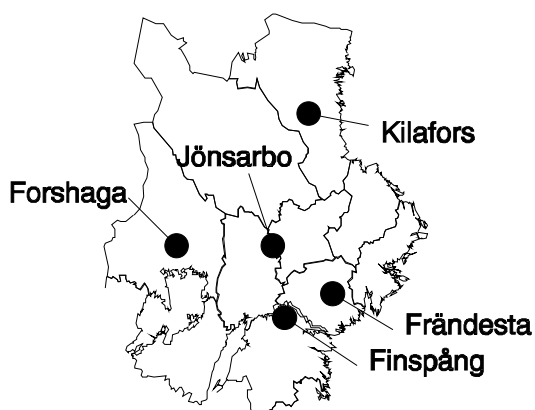 Kilafors
Jönsarbo
Forshaga
Frändesta
Finspång